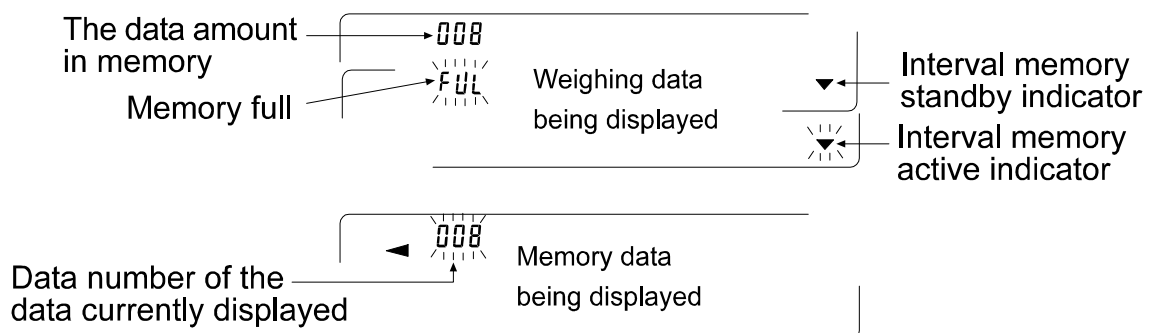 The data amount
in memory
008
FUL
Memory full
Weighing data
being displayed
Interval memory
standby indicator
Interval memory
active indicator
008
Memory data
being displayed
Data number of the
data currently displayed